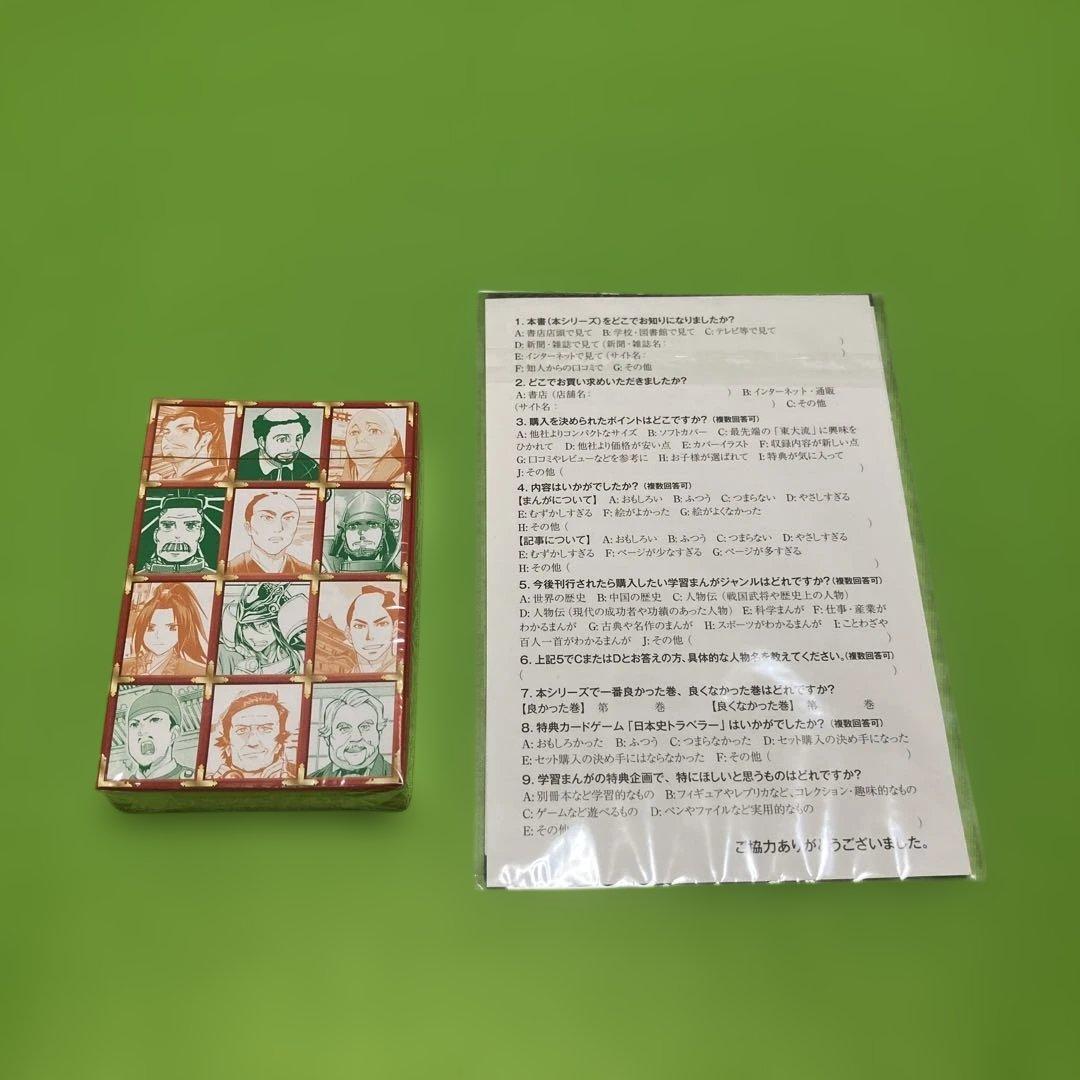 1. 本書(本シリーズ)をどこでお知りになりましたか?
A: 書店店頭で見て B: 学校・図書館で見て C: テレビ等で見て
D: 新聞・雑誌で見て(新聞・雑誌名: )
E: インターネットで見て(サイト名: )
F: 知人からの口コミで G: その他
2. どこでお買い求めいただきましたか?
A: 書店(店舗名: ) B: インターネット・通販
(サイト名: ) C: その他
3. 購入を決められたポイントはどこですか?(複数回答可)
A: 他社よりコンパクトなサイズ B: ソフトカバー C: 最先端の「東大流」に興味を
ひかれて D: 他社より価格が安い点 E: カバーイラスト F: 収録内容が新しい点
G: 口コミやレビューなどを参考に H: お子様が選ばれて I: 特典が気に入って
J: その他( )
4. 内容はいかがでしたか?(複数回答可)
【まんがについて】 A: おもしろい B: ふつう C: つまらない D: やさしすぎる
E: むずかしすぎる F: 絵がよかった G: 絵がよくなかった
H: その他( )
【記事について】 A: おもしろい B: ふつう C: つまらない D: やさしすぎる
E: むずかしすぎる F: ページが少なすぎる G: ページが多すぎる
H: その他( )
5. 今後刊行されたら購入したい学習まんがジャンルはどれですか?(複数回答可)
A: 世界の歴史 B: 中国の歴史 C: 人物伝(戦国武将や歴史上の人物)
D: 人物伝(現代の成功者や功績のあった人物) E: 科学まんが F: 仕事・産業が
わかるまんが G: 古典や名作のまんが H: スポーツがわかるまんが I: ことわざや
百人一首がわかるまんが J: その他( )
6. 上記5でCまたはDとお答えの方、具体的な人物名を教えてください。(複数回答可)
( )
7. 本シリーズで一番良かった巻、良くなかった巻はどれですか?
【良かった巻】 第 巻 【良くなかった巻】 第 巻
8. 特典カードゲーム「日本史トラベラー」はいかがでしたか?(複数回答可)
A: おもしろかった B: ふつう C: つまらなかった D: セット購入の決め手になった
E: セット購入の決め手にはならなかった F: その他( )
9. 学習まんがの特典企画で、特にほしいと思うものはどれですか?
A: 別冊本など学習的なもの B: フィギュアやレプリカなど、コレクション・趣味的なもの
C: ゲームなど遊べるもの D: ペンやファイルなど実用的なもの
E: その他 )
ご協力ありがとうございました。